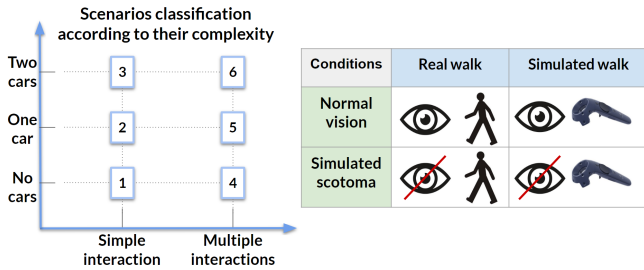 Scenarios classification
according to their complexity
Two
cars
3
6
One
car
2
5
No
cars
1
4
Simple
interaction
Multiple
interactions
Conditions
Real walk
Simulated walk
Normal
vision
Simulated
scotoma